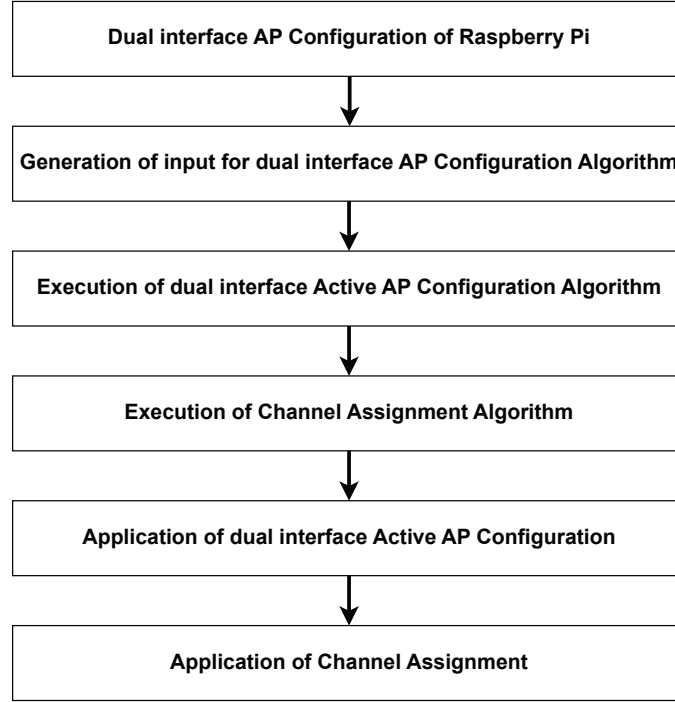 Dual interface AP Configuration of Raspberry Pi
Generation of input for dual interface AP Configuration Algorithm
Execution of dual interface Active AP Configuration Algorithm
Execution of Channel Assignment Algorithm
Application of dual interface Active AP Configuration
Application of Channel Assignment